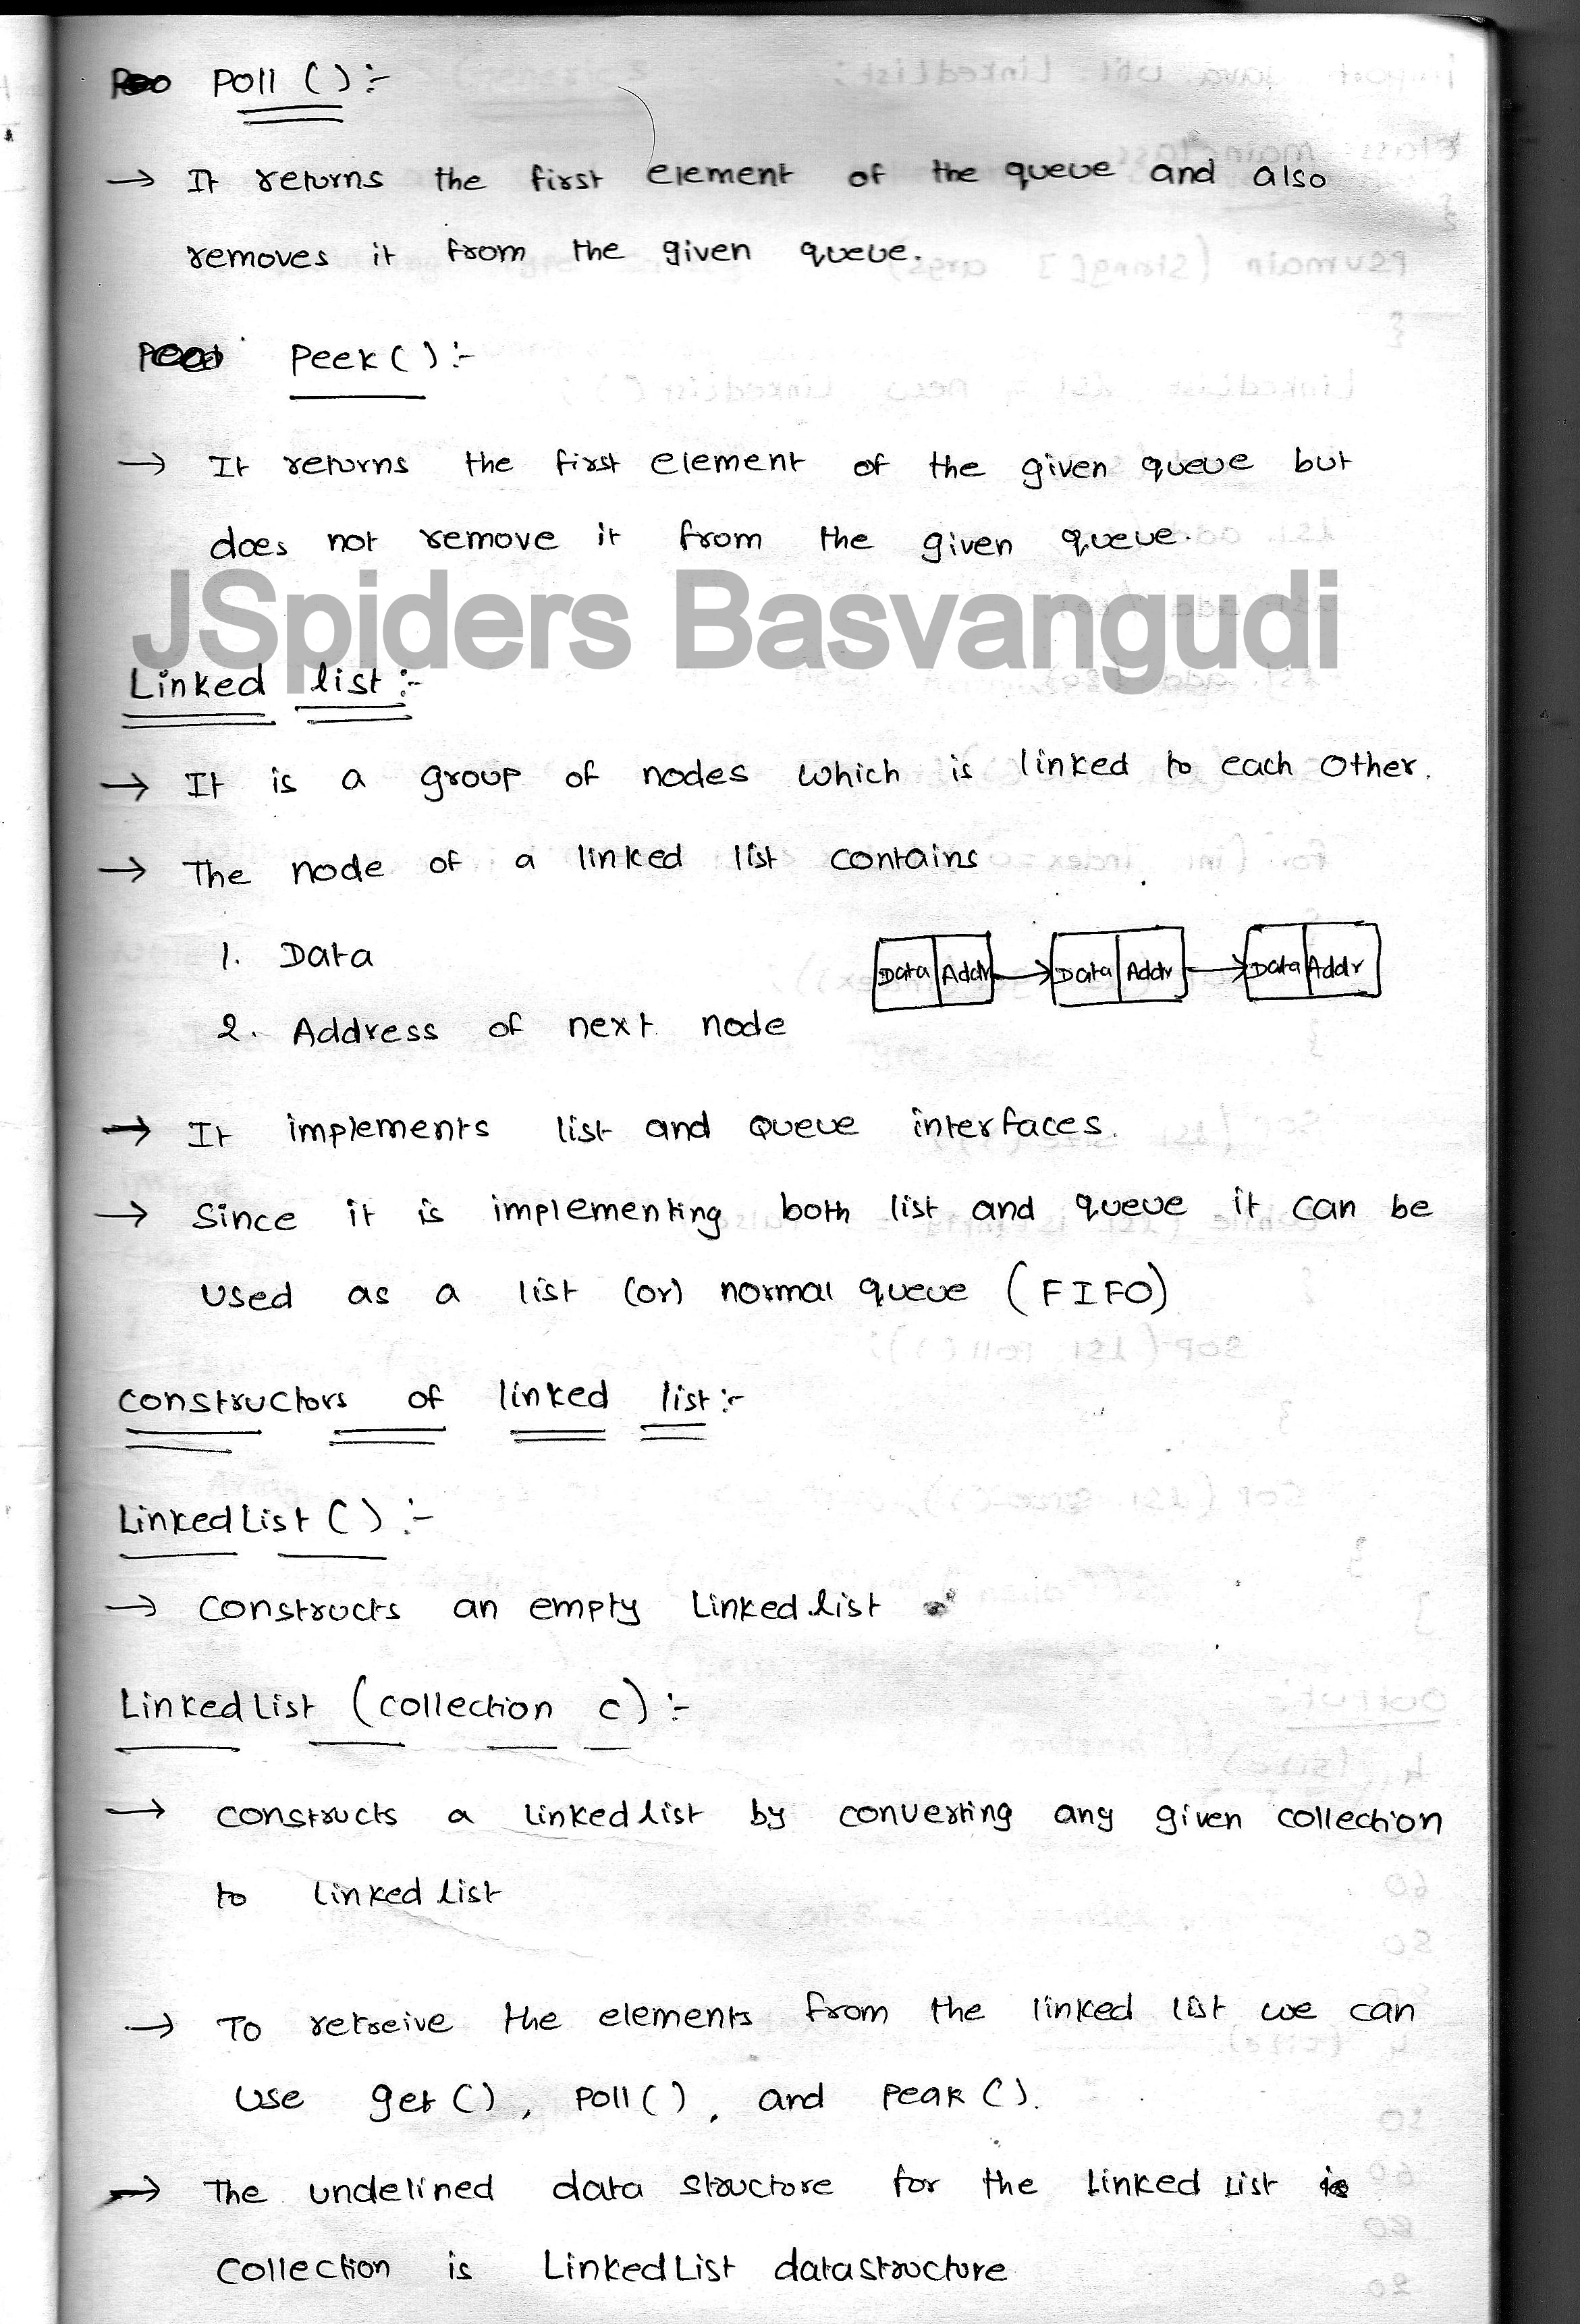 Poll () :-
→ It returns the first element of the queue and also
removes it from the given queue.
Peek () :-
→ It returns the first element of the given queue but
does not remove it from the given queue.
JSpiders Basvangudi
Linked list :-
→ It is a group of nodes which is linked to each other.
→ The node of a linked list contains
1. Data
Data Addr → Data Addr → Data Addr
2. Address of next node
→ It implements list and Queue interfaces.
→ Since it is implementing both list and queue it can be
used as a list (or) normal queue (FIFO)
Constructors of linked list :-
LinkedList () :-
→ Constructs an empty Linkedlist
LinkedList (collection c) :-
→ constructs a linkedlist by converting any given collection
to linkedlist
→ To retreive the elements from the linked list we can
use get (), poll (), and peak ().
→ The undelined data structure for the Linked List
Collection is LinkedList datastructure